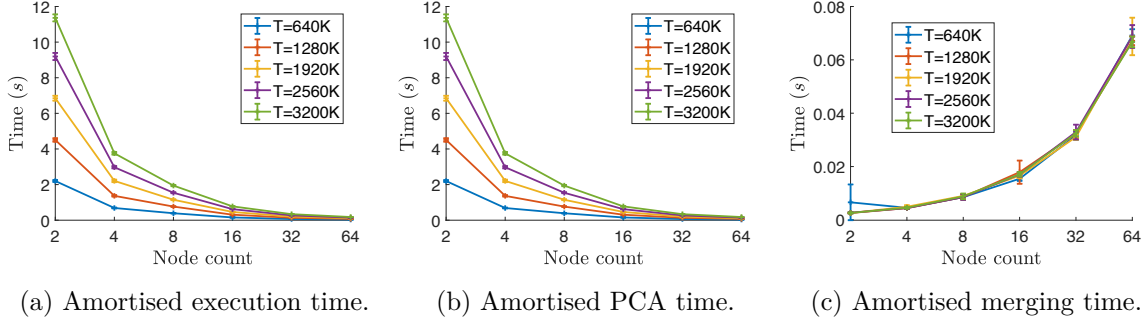 12
10
8
6
4
2
0
Time (s)
2 4 8 16 32 64
Node count
T=640K
T=1280K
T=1920K
T=2560K
T=3200K
(a) Amortised execution time.
12
10
8
6
4
2
0
Time (s)
2 4 8 16 32 64
Node count
T=640K
T=1280K
T=1920K
T=2560K
T=3200K
(b) Amortised PCA time.
0.08
0.06
0.04
0.02
0
Time (s)
2 4 8 16 32 64
Node count
T=640K
T=1280K
T=1920K
T=2560K
T=3200K
(c) Amortised merging time.